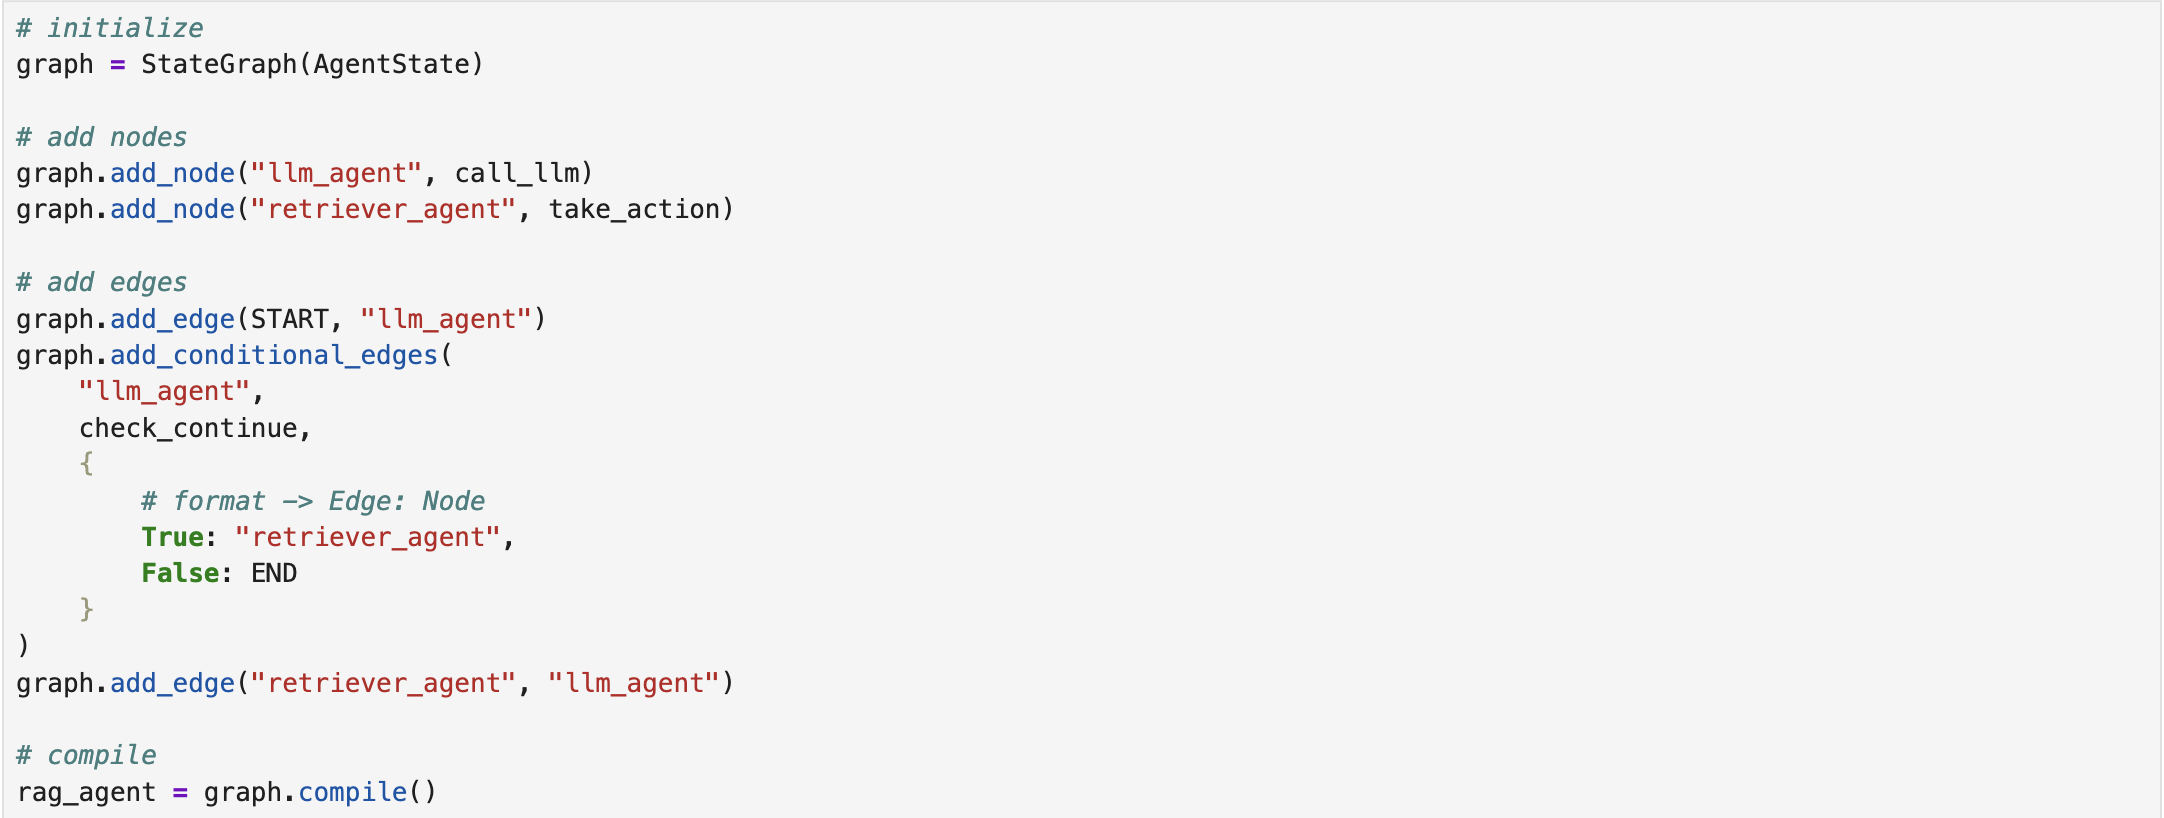 # initialize
graph = StateGraph(AgentState)

# add nodes
graph.add_node("llm_agent", call_llm)
graph.add_node("retriever_agent", take_action)

# add edges
graph.add_edge(START, "llm_agent")
graph.add_conditional_edges(
    "llm_agent",
    check_continue,
    {
        # format -> Edge: Node
        True: "retriever_agent",
        False: END
    }
)
graph.add_edge("retriever_agent", "llm_agent")

# compile
rag_agent = graph.compile()